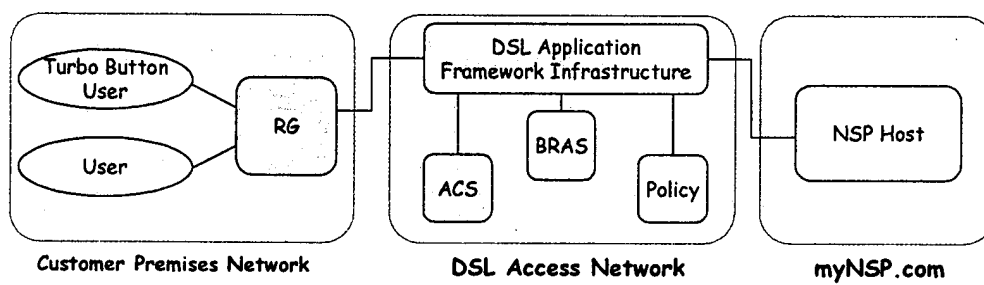 Turbo Button
User
User
RG
DSL Application
Framework Infrastructure
ACS
BRAS
Policy
NSP Host
Customer Premises Network
DSL Access Network
myNSP.com